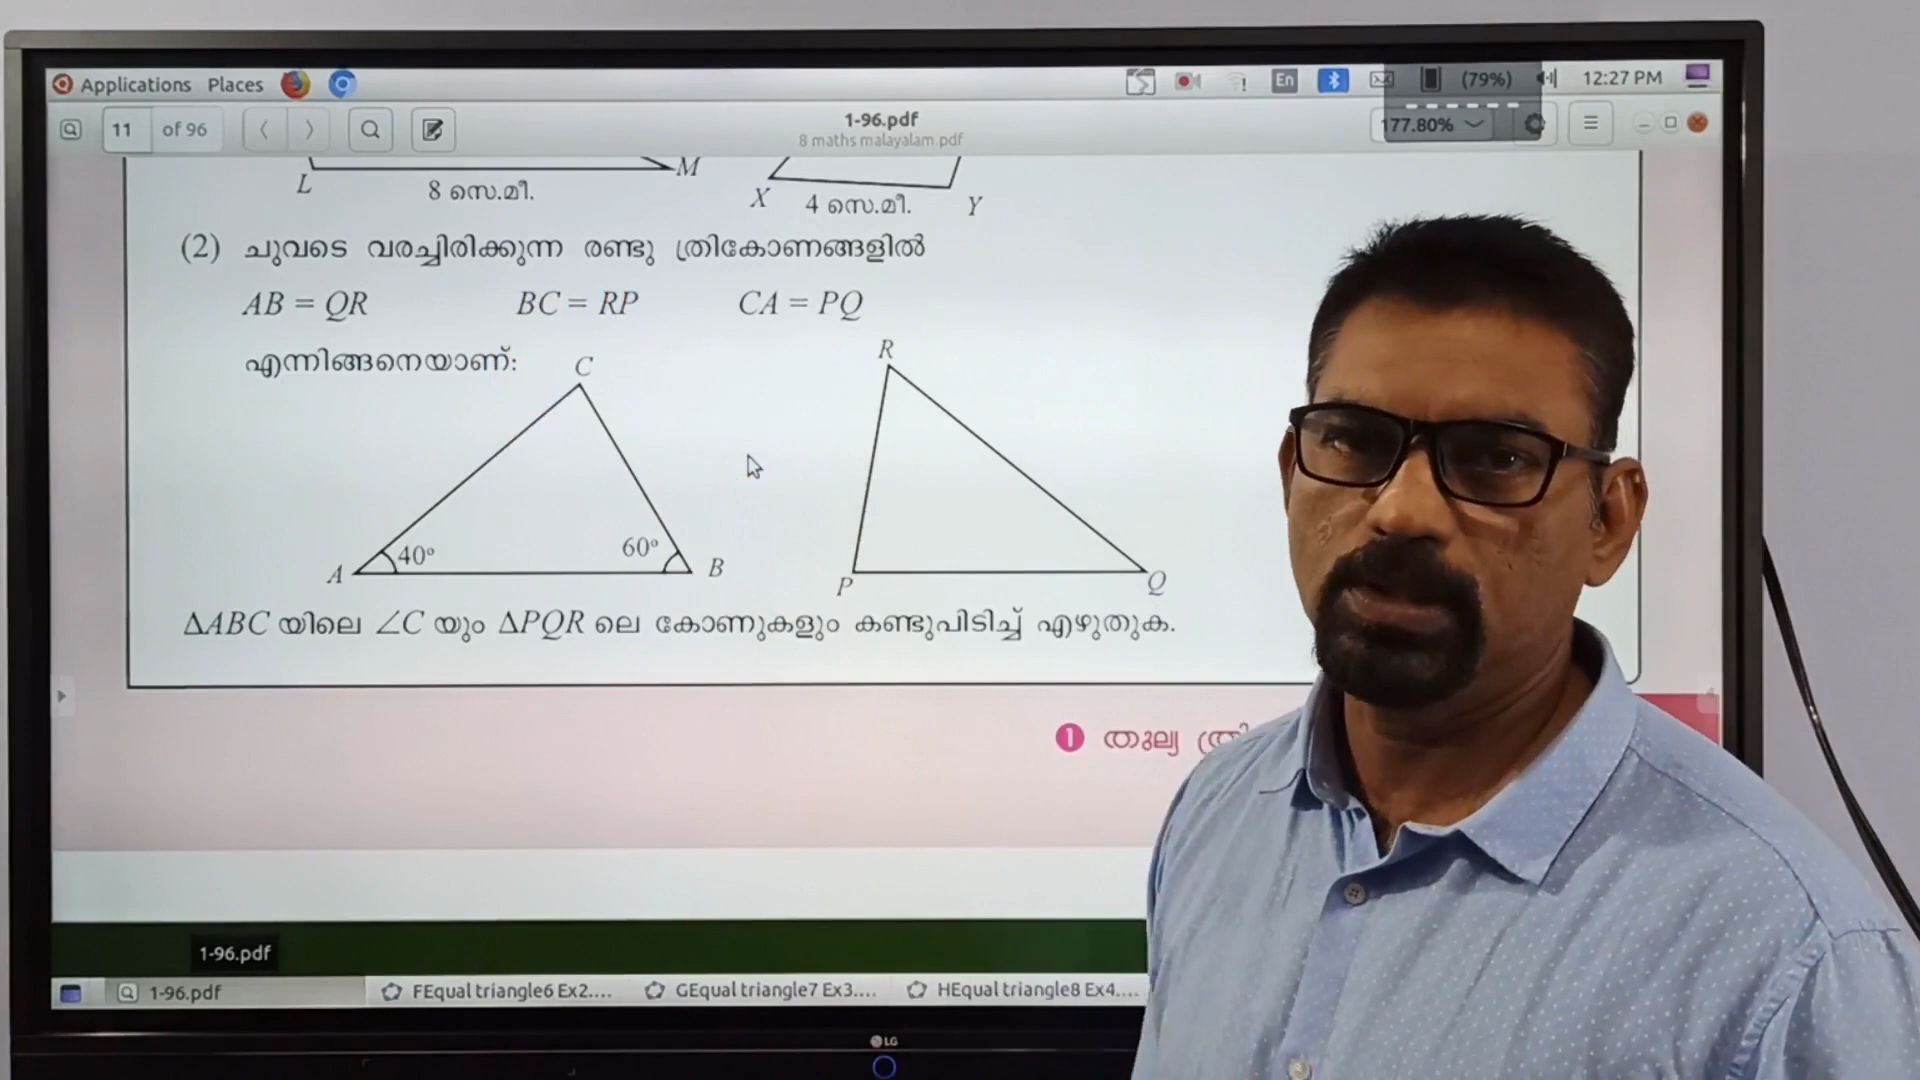 Applications Places En (79%) 12:27 PM
11 of 96 1-96.pdf 177.80%
8 maths malayalam.pdf
L 8 സെ.മീ. M X 4 സെ.മീ. Y
(2) ചുവടെ വരച്ചിരിക്കുന്ന രണ്ടു ത്രികോണങ്ങളിൽ
AB = QR BC = RP CA = PQ
എന്നിങ്ങനെയാണ്:
C R
40° 60°
A B P Q
ΔABC യിലെ ∠C യും ΔPQR ലെ കോണുകളും കണ്ടുപിടിച്ച് എഴുതുക.
1 തുല്യ
1-96.pdf
1-96.pdf FEqual triangle6 Ex2.... GEqual triangle7 Ex3.... HEqual triangle8 Ex4....
LG